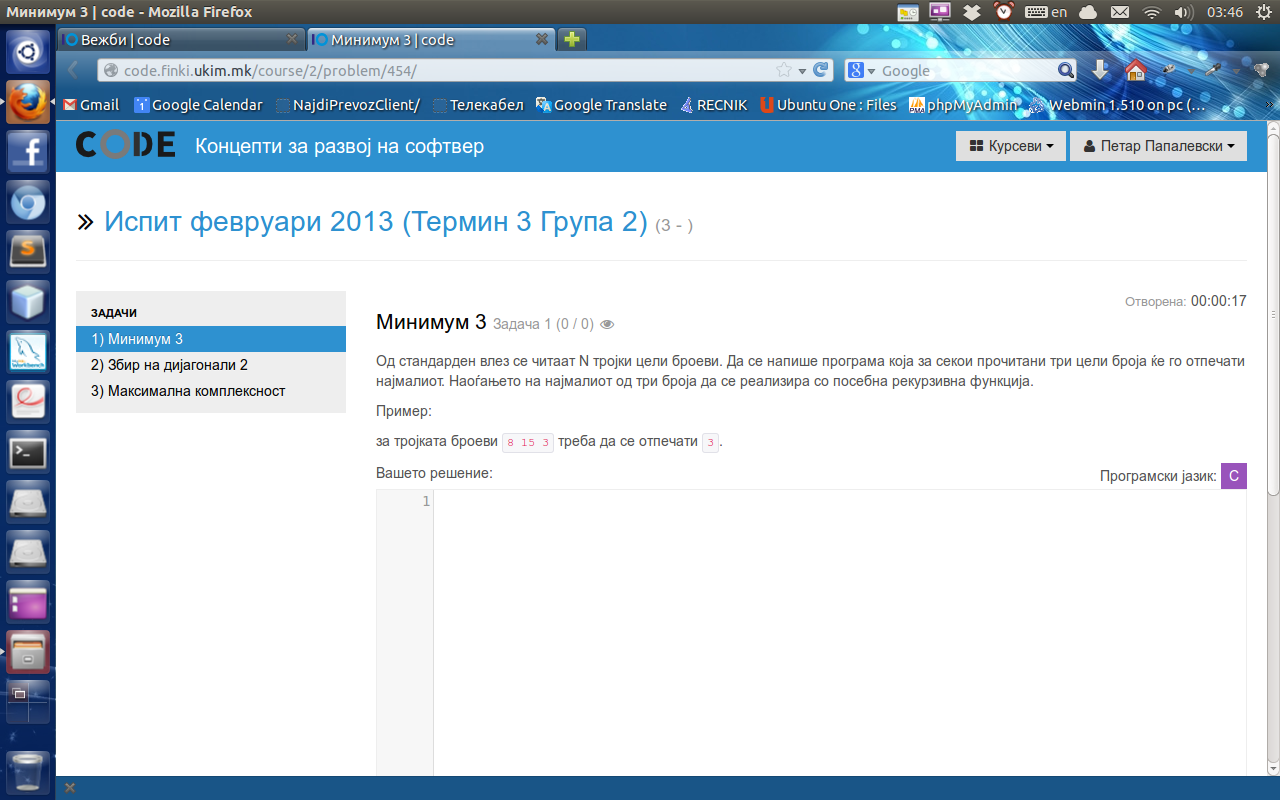 Минимум 3 | code - Mozilla Firefox
en
03:46
Вежби | code
Минимум 3 | code
code.finki.ukim.mk/course/2/problem/454/
Google
Gmail
Google Calendar
NajdiPrevozClient/
Телекабел
Google Translate
RECNIK
Ubuntu One : Files
phpMyAdmin
Webmin 1.510 on pc (...
CODE
Концепти за развој на софтвер
Курсеви
Петар Папалевски
Испит февруари 2013 (Термин 3 Група 2) (3 - )
ЗАДАЧИ
1) Минимум 3
2) Збир на дијагонали 2
3) Максимална комплексност
Отворена: 00:00:17
Минимум 3 Задача 1 (0 / 0)
Од стандарден влез се читаат N тројки цели броеви. Да се напише програма која за секои прочитани три цели броја ќе го отпечати
најмалиот. Наоѓањето на најмалиот од три броја да се реализира со посебна рекурзивна функција.
Пример:
за тројката броеви 8 15 3 треба да се отпечати 3.
Вашето решение:
Програмски јазик: C
1